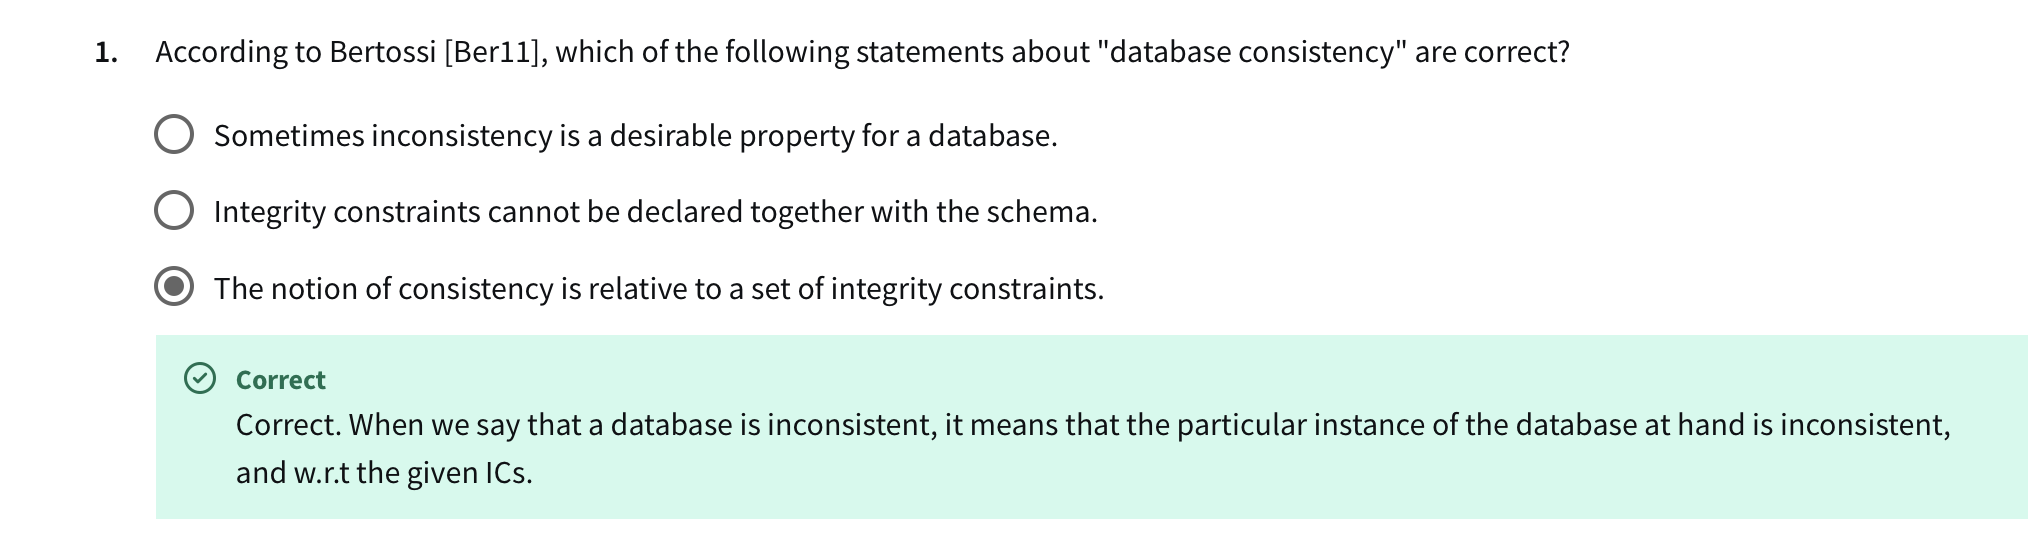 1. According to Bertossi [Ber11], which of the following statements about "database consistency" are correct?
Sometimes inconsistency is a desirable property for a database.
Integrity constraints cannot be declared together with the schema.
The notion of consistency is relative to a set of integrity constraints.
Correct
Correct. When we say that a database is inconsistent, it means that the particular instance of the database at hand is inconsistent,
and w.r.t the given ICs.